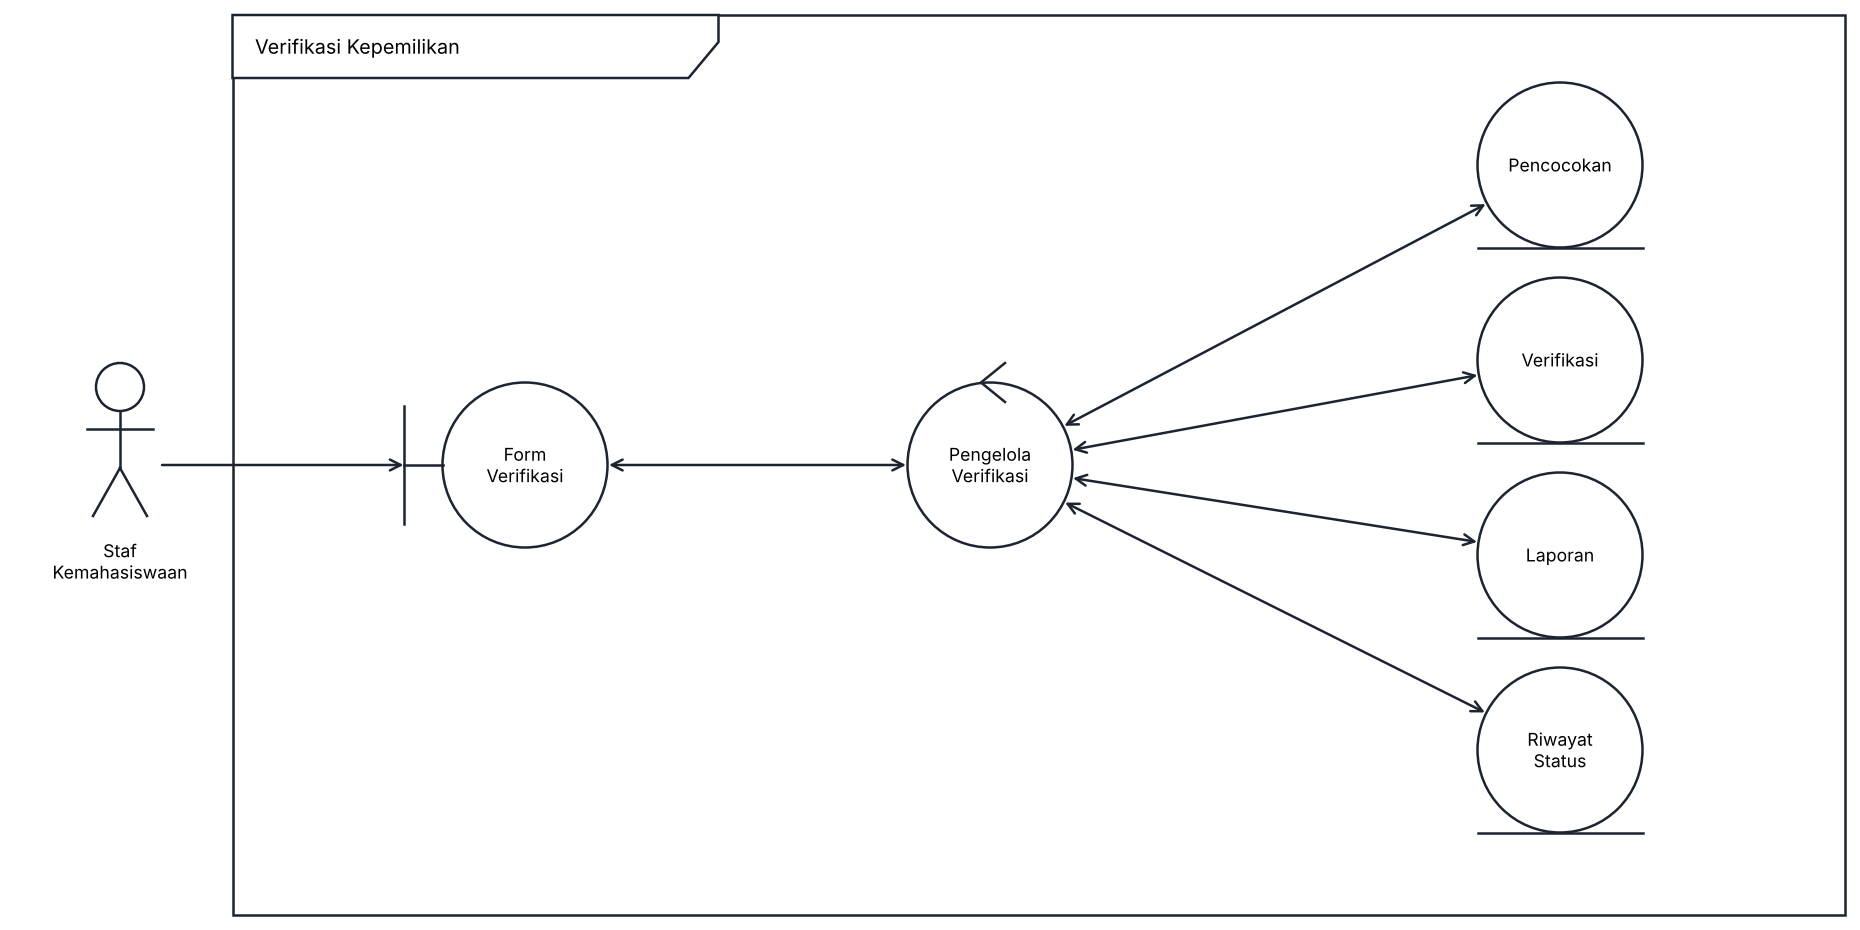 Verifikasi Kepemilikan
Pencocokan
Verifikasi
Form
Verifikasi
Pengelola
Verifikasi
Staf
Kemahasiswaan
Laporan
Riwayat
Status